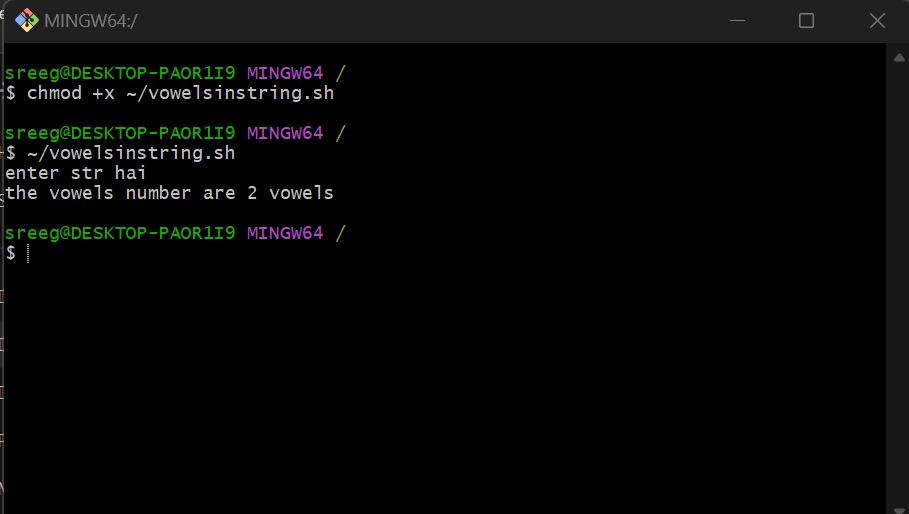 MINGW64:/
sreeg@DESKTOP-PAOR1I9 MINGW64 /
$ chmod +x ~/vowelsinstring.sh
sreeg@DESKTOP-PAOR1I9 MINGW64 /
$ ~/vowelsinstring.sh
enter str hai
the vowels number are 2 vowels
sreeg@DESKTOP-PAOR1I9 MINGW64 /
$